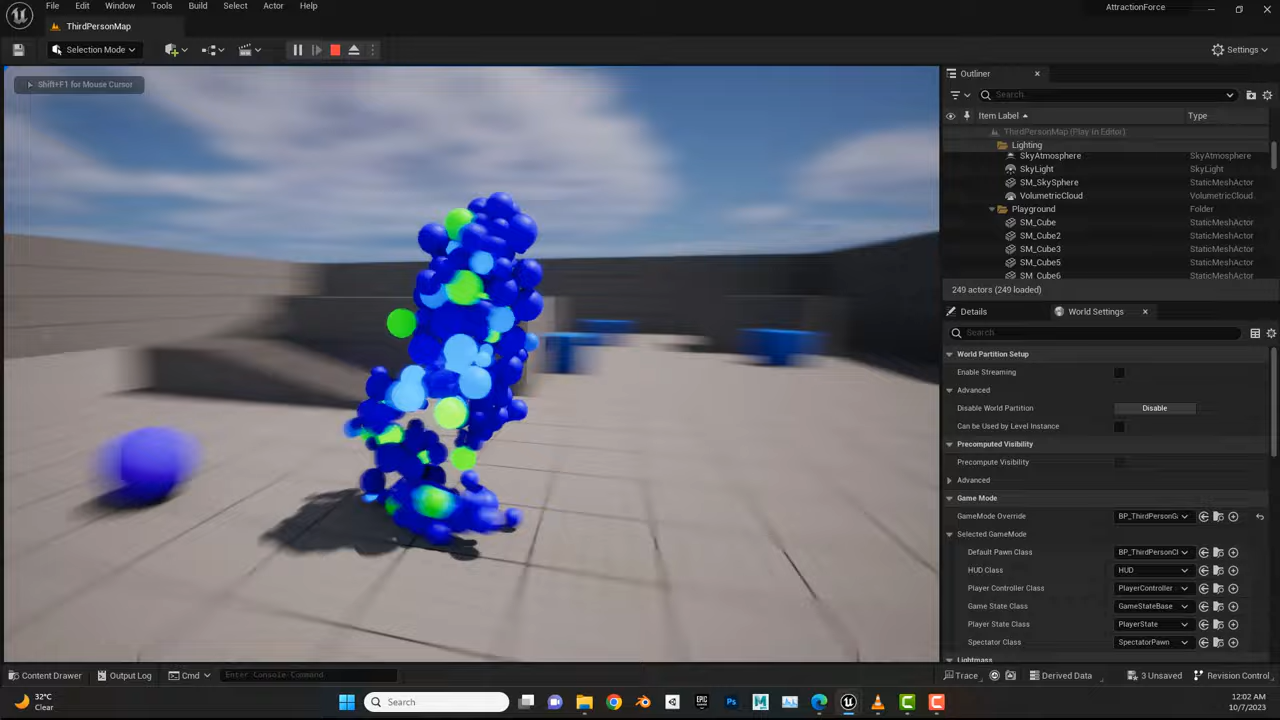 File Edit Window Tools Build Select Actor Help
AttractionForce
ThirdPersonMap
Selection Mode
Settings
Shift+F1 for Mouse Cursor
Outliner
Search...
Item Label
Type
ThirdPersonMap (Play In Editor)
Lighting
SkyAtmosphere SkyAtmosphere
SkyLight SkyLight
SM_SkySphere StaticMeshActor
VolumetricCloud VolumetricCloud
Playground Folder
SM_Cube StaticMeshActor
SM_Cube2 StaticMeshActor
SM_Cube3 StaticMeshActor
SM_Cube5 StaticMeshActor
SM_Cube6 StaticMeshActor
249 actors (249 loaded)
Details World Settings
Search
World Partition Setup
Enable Streaming
Advanced
Disable World Partition Disable
Can be Used by Level Instance
Precomputed Visibility
Precompute Visibility
Advanced
Game Mode
GameMode Override BP_ThirdPersonGa
Selected GameMode
Default Pawn Class BP_ThirdPersonCl
HUD Class HUD
Player Controller Class PlayerController
Game State Class GameStateBase
Player State Class PlayerState
Spectator Class SpectatorPawn
Lightmass
Content Drawer Output Log Cmd Enter Console Command Trace Derived Data 3 Unsaved Revision Control
32°C
Clear
Search
12:02 AM
10/7/2023